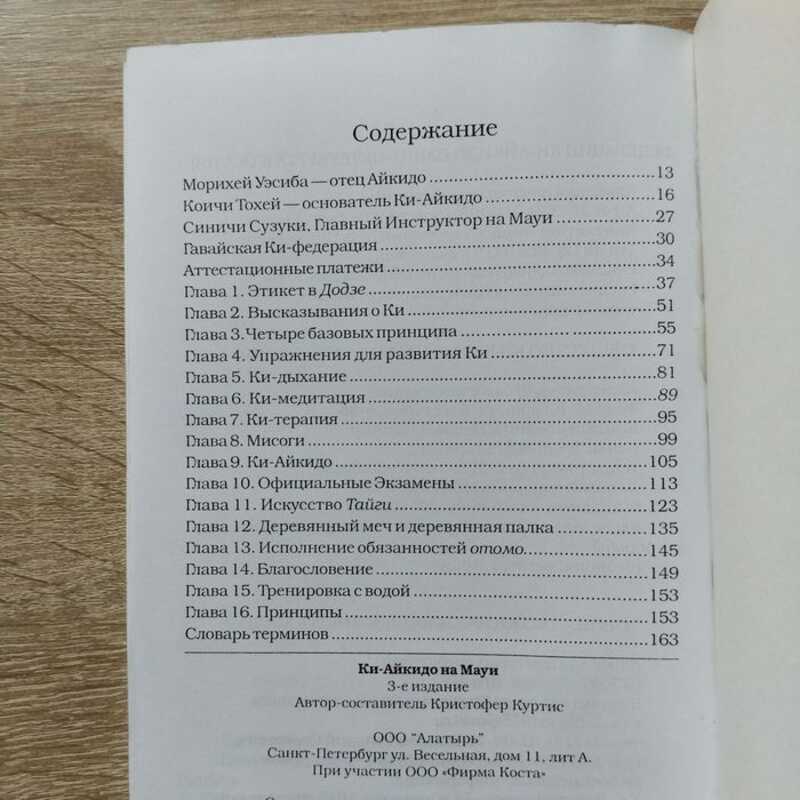 Содержание
Морихей Уэсиба — отец Айкидо 13
Коичи Тохей — основатель Ки-Айкидо 16
Синичи Сузуки, Главный Инструктор на Мауи 27
Гавайская Ки-федерация 30
Аттестационные платежи 34
Глава 1. Этикет в Додзе 37
Глава 2. Высказывания о Ки 51
Глава 3.Четыре базовых принципа 55
Глава 4. Упражнения для развития Ки 71
Глава 5. Ки-дыхание 81
Глава 6. Ки-медитация 89
Глава 7. Ки-терапия 95
Глава 8. Мисоги 99
Глава 9. Ки-Айкидо 105
Глава 10. Официальные Экзамены 113
Глава 11. Искусство Тайги 123
Глава 12. Деревянный меч и деревянная палка 135
Глава 13. Исполнение обязанностей отомо 145
Глава 14. Благословение 149
Глава 15. Тренировка с водой 153
Глава 16. Принципы 153
Словарь терминов 163
Ки-Айкидо на Мауи
3-е издание
Автор-составитель Кристофер Куртис
ООО "Алатырь"
Санкт-Петербург ул. Весельная, дом 11, лит А.
При участии ООО «Фирма Коста»